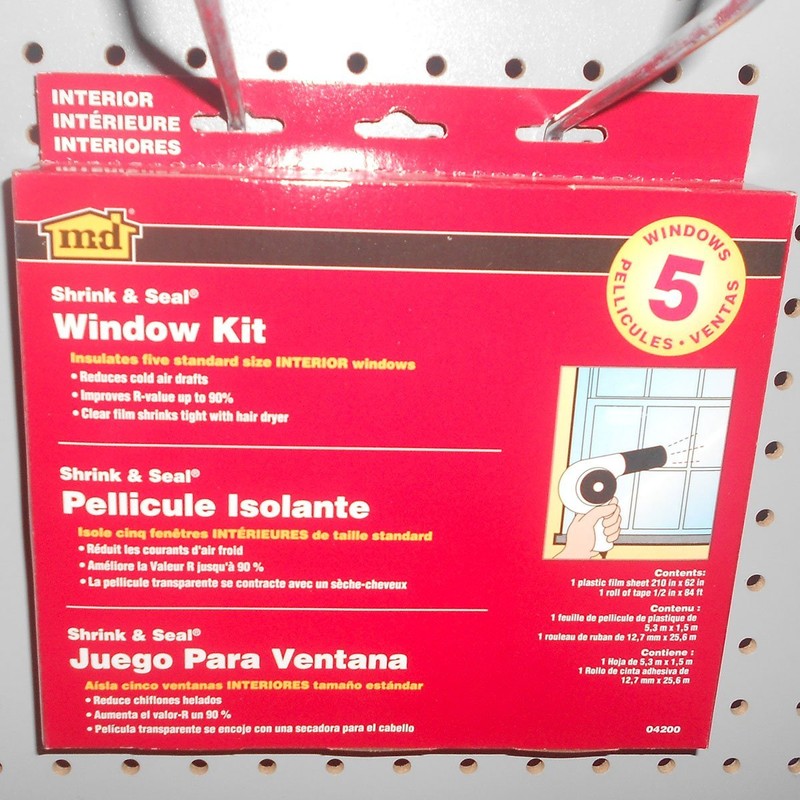 INTERIOR
INTÉRIEURE
INTERIORES
md®
WINDOWS
5
PELLICULES • VENTAS
Shrink & Seal®
Window Kit
Insulates five standard size INTERIOR windows
• Reduces cold air drafts
• Improves R-value up to 90%
• Clear film shrinks tight with hair dryer
Shrink & Seal®
Pellicule Isolante
Isole cinq fenêtres INTÉRIEURES de taille standard
• Réduit les courants d'air froid
• Améliore la Valeur R jusqu'à 90 %
• La pellicule transparente se contracte avec un sèche-cheveux
Shrink & Seal®
Juego Para Ventana
Aísla cinco ventanas INTERIORES tamaño estándar
• Reduce chiflones helados
• Aumenta el valor-R un 90 %
• Película transparente se encoje con una secadora para el cabello
Contents:
1 plastic film sheet 210 in x 62 in
1 roll of tape 1/2 in x 84 ft
Contenu :
1 feuille de pellicule de plastique de
5,3 m x 1,5 m
1 rouleau de ruban de 12,7 mm x 25,6 m
Contiene :
1 Hoja de 5,3 m x 1,5 m
1 Rollo de cinta adhesiva de
12,7 mm x 25,6 m
04200